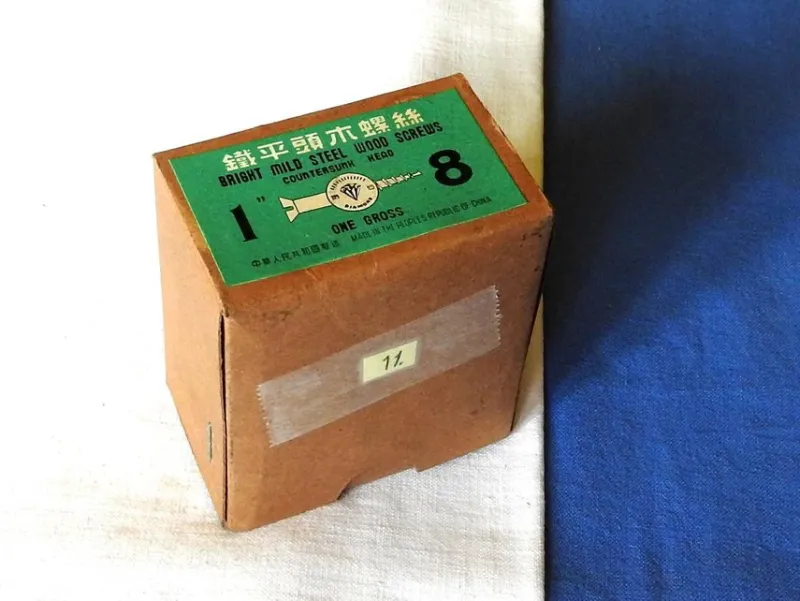 鐵平頭木螺絲
BRIGHT MILD STEEL WOOD SCREWS
COUNTERSUNK HEAD
1" 8
DIAMOND
ONE GROSS
中華人民共和國製造 MADE IN THE PEOPLE'S REPUBLIC OF CHINA
11.